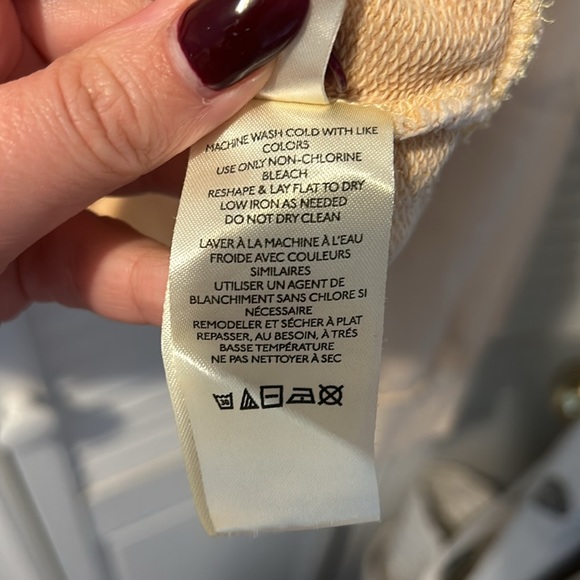 MACHINE WASH COLD WITH LIKE
COLORS
USE ONLY NON-CHLORINE
BLEACH
RESHAPE & LAY FLAT TO DRY
LOW IRON AS NEEDED
DO NOT DRY CLEAN
LAVER À LA MACHINE À L'EAU
FROIDE AVEC COULEURS
SIMILAIRES
UTILISER UN AGENT DE
BLANCHIMENT SANS CHLORE SI
NÉCESSAIRE
REMODELER ET SÉCHER À PLAT
REPASSER, AU BESOIN, À TRÉS
BASSE TEMPÉRATURE
NE PAS NETTOYER À SEC
30